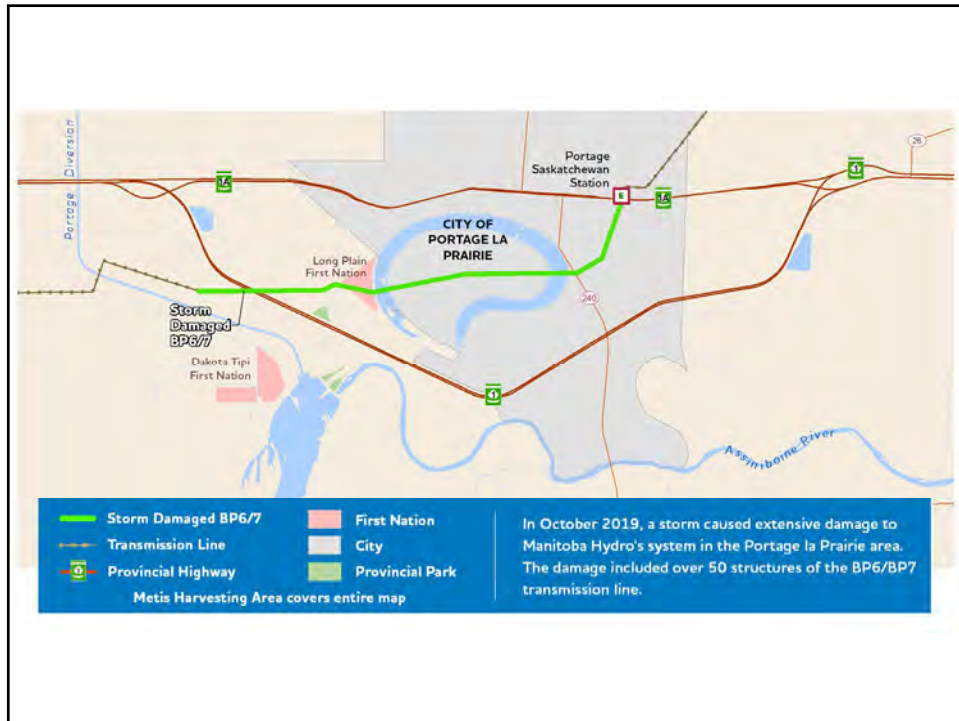 Portage Diversion
26
Portage
Saskatchewan
Station
1A
E
1A
1
CITY OF
PORTAGE LA
PRAIRIE
Long Plain
First Nation
240
Storm
Damaged
BP6/7
Dakota Tipi
First Nation
1
Assiniboine River
Storm Damaged BP6/7
Transmission Line
Provincial Highway
Metis Harvesting Area covers entire map
First Nation
City
Provincial Park
In October 2019, a storm caused extensive damage to
Manitoba Hydro's system in the Portage la Prairie area.
The damage included over 50 structures of the BP6/BP7
transmission line.